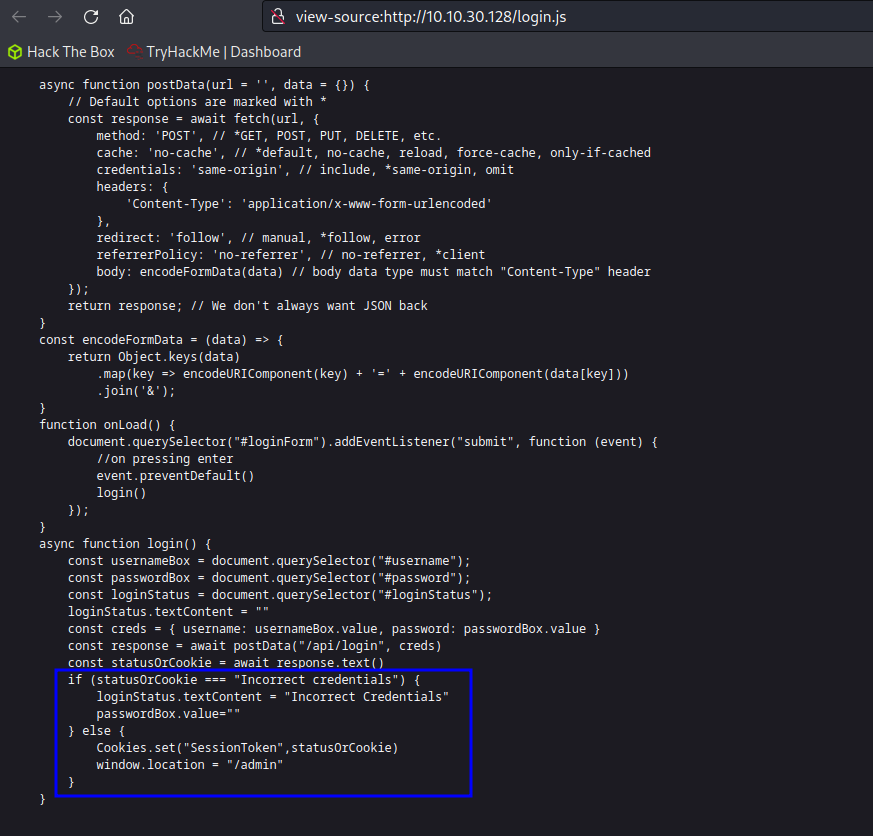 view-source:http://10.10.30.128/login.js
Hack The Box TryHackMe | Dashboard
async function postData(url = '', data = {}) {
    // Default options are marked with *
    const response = await fetch(url, {
        method: 'POST', // *GET, POST, PUT, DELETE, etc.
        cache: 'no-cache', // *default, no-cache, reload, force-cache, only-if-cached
        credentials: 'same-origin', // include, *same-origin, omit
        headers: {
            'Content-Type': 'application/x-www-form-urlencoded'
        },
        redirect: 'follow', // manual, *follow, error
        referrerPolicy: 'no-referrer', // no-referrer, *client
        body: encodeFormData(data) // body data type must match "Content-Type" header
    });
    return response; // We don't always want JSON back
}
const encodeFormData = (data) => {
    return Object.keys(data)
        .map(key => encodeURIComponent(key) + '=' + encodeURIComponent(data[key]))
        .join('&');
}
function onLoad() {
    document.querySelector("#loginForm").addEventListener("submit", function (event) {
        //on pressing enter
        event.preventDefault()
        login()
    });
}
async function login() {
    const usernameBox = document.querySelector("#username");
    const passwordBox = document.querySelector("#password");
    const loginStatus = document.querySelector("#loginStatus");
    loginStatus.textContent = ""
    const creds = { username: usernameBox.value, password: passwordBox.value }
    const response = await postData("/api/login", creds)
    const statusOrCookie = await response.text()
    if (statusOrCookie === "Incorrect credentials") {
        loginStatus.textContent = "Incorrect Credentials"
        passwordBox.value=""
    } else {
        Cookies.set("SessionToken",statusOrCookie)
        window.location = "/admin"
    }
}